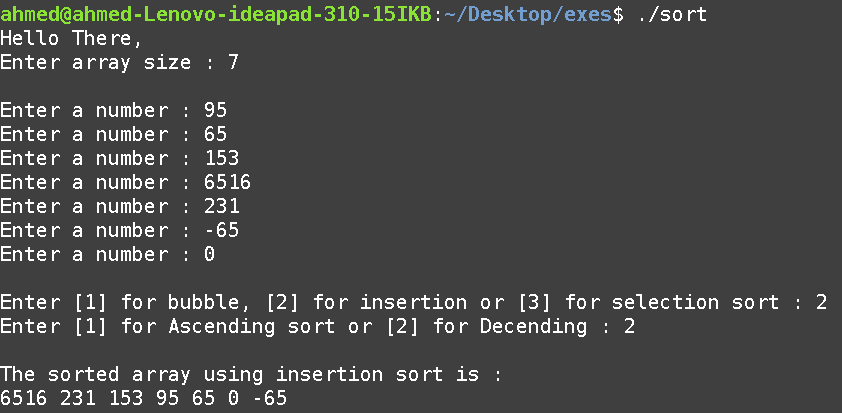 ahmed@ahmed-Lenovo-ideapad-310-15IKB:~/Desktop/exes$ ./sort
Hello There,
Enter array size : 7
Enter a number : 95
Enter a number : 65
Enter a number : 153
Enter a number : 6516
Enter a number : 231
Enter a number : -65
Enter a number : 0
Enter [1] for bubble, [2] for insertion or [3] for selection sort : 2
Enter [1] for Ascending sort or [2] for Decending : 2
The sorted array using insertion sort is :
6516 231 153 95 65 0 -65